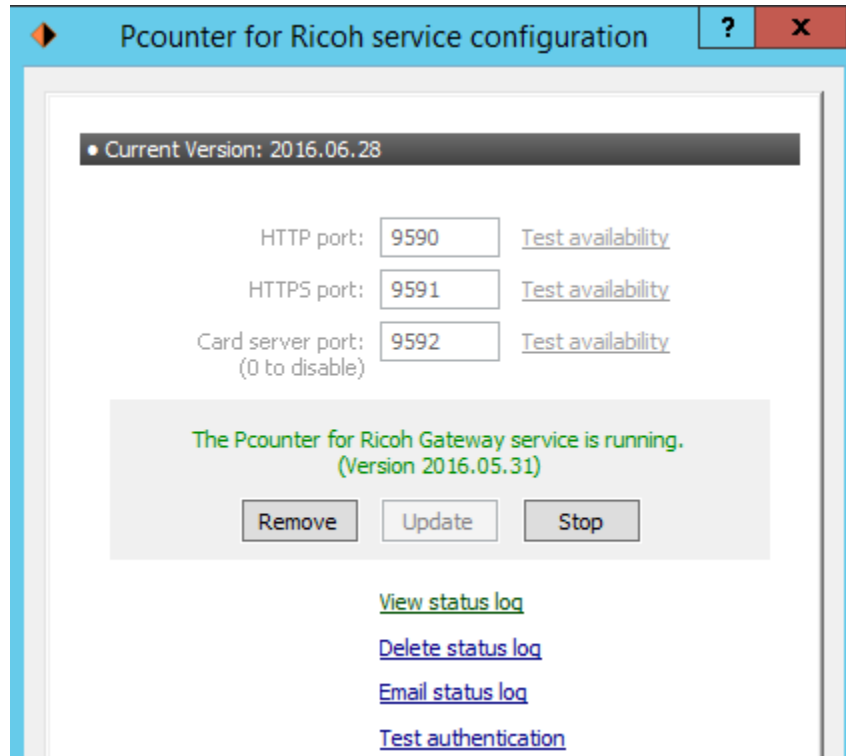 Pcounter for Ricoh service configuration ? x
• Current Version: 2016.06.28
HTTP port: 9590 Test availability
HTTPS port: 9591 Test availability
Card server port: 9592 Test availability
(0 to disable)
The Pcounter for Ricoh Gateway service is running.
(Version 2016.05.31)
Remove Update Stop
View status log
Delete status log
Email status log
Test authentication